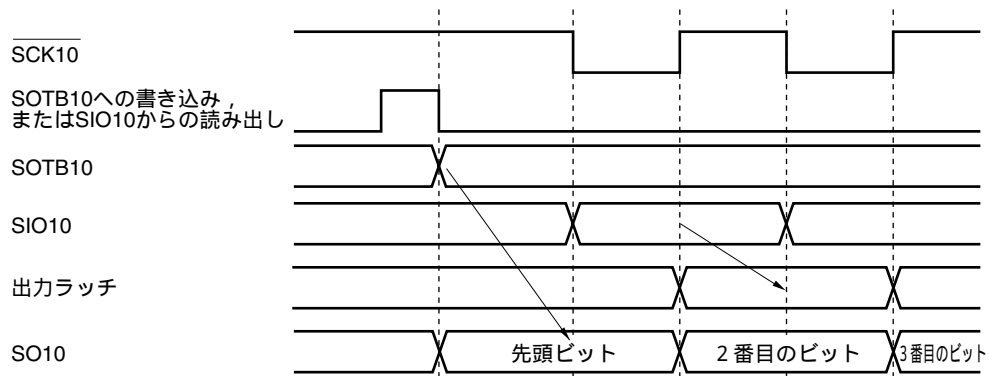 SCK10
SOTB10への書き込み，
またはSIO10からの読み出し
SOTB10
SIO10
出力ラッチ
SO10
先頭ビット
2番目のビット
3番目のビット